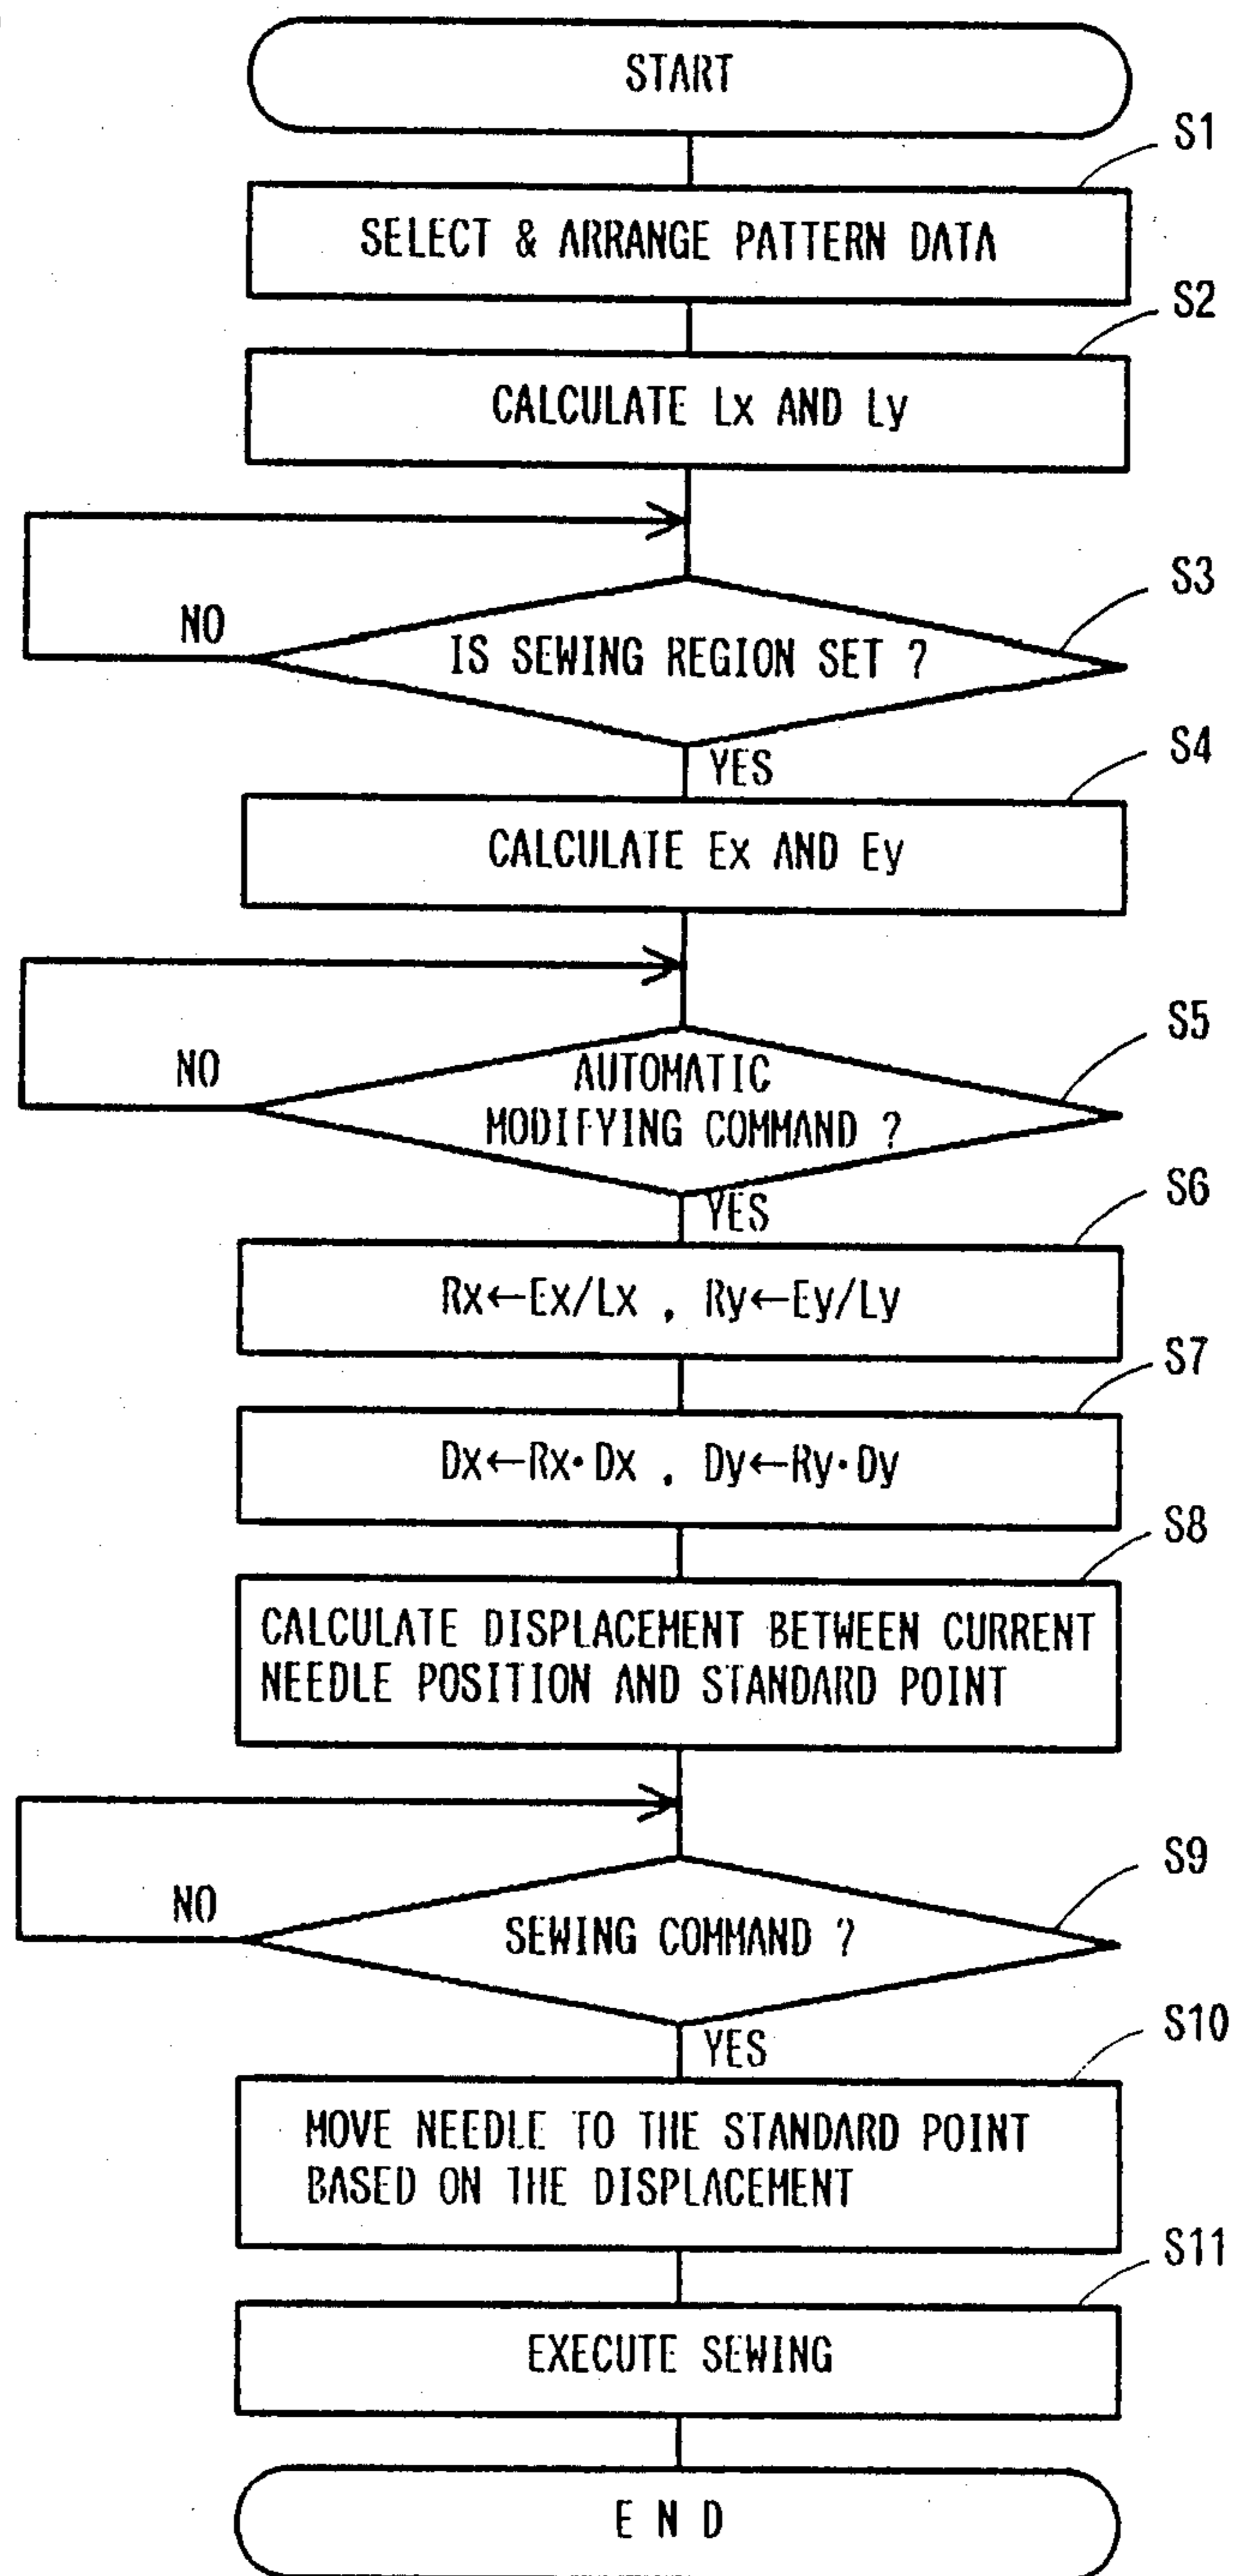 START
S1
SELECT & ARRANGE PATTERN DATA
S2
CALCULATE Lx AND Ly
S3
NO
IS SEWING REGION SET ?
YES
S4
CALCULATE Ex AND Ey
S5
NO
AUTOMATIC
MODIFYING COMMAND ?
YES
S6
Rx←Ex/Lx , Ry←Ey/Ly
S7
Dx←Rx·Dx , Dy←Ry·Dy
S8
CALCULATE DISPLACEMENT BETWEEN CURRENT
NEEDLE POSITION AND STANDARD POINT
S9
NO
SEWING COMMAND ?
YES
S10
MOVE NEEDLE TO THE STANDARD POINT
BASED ON THE DISPLACEMENT
S11
EXECUTE SEWING
E N D